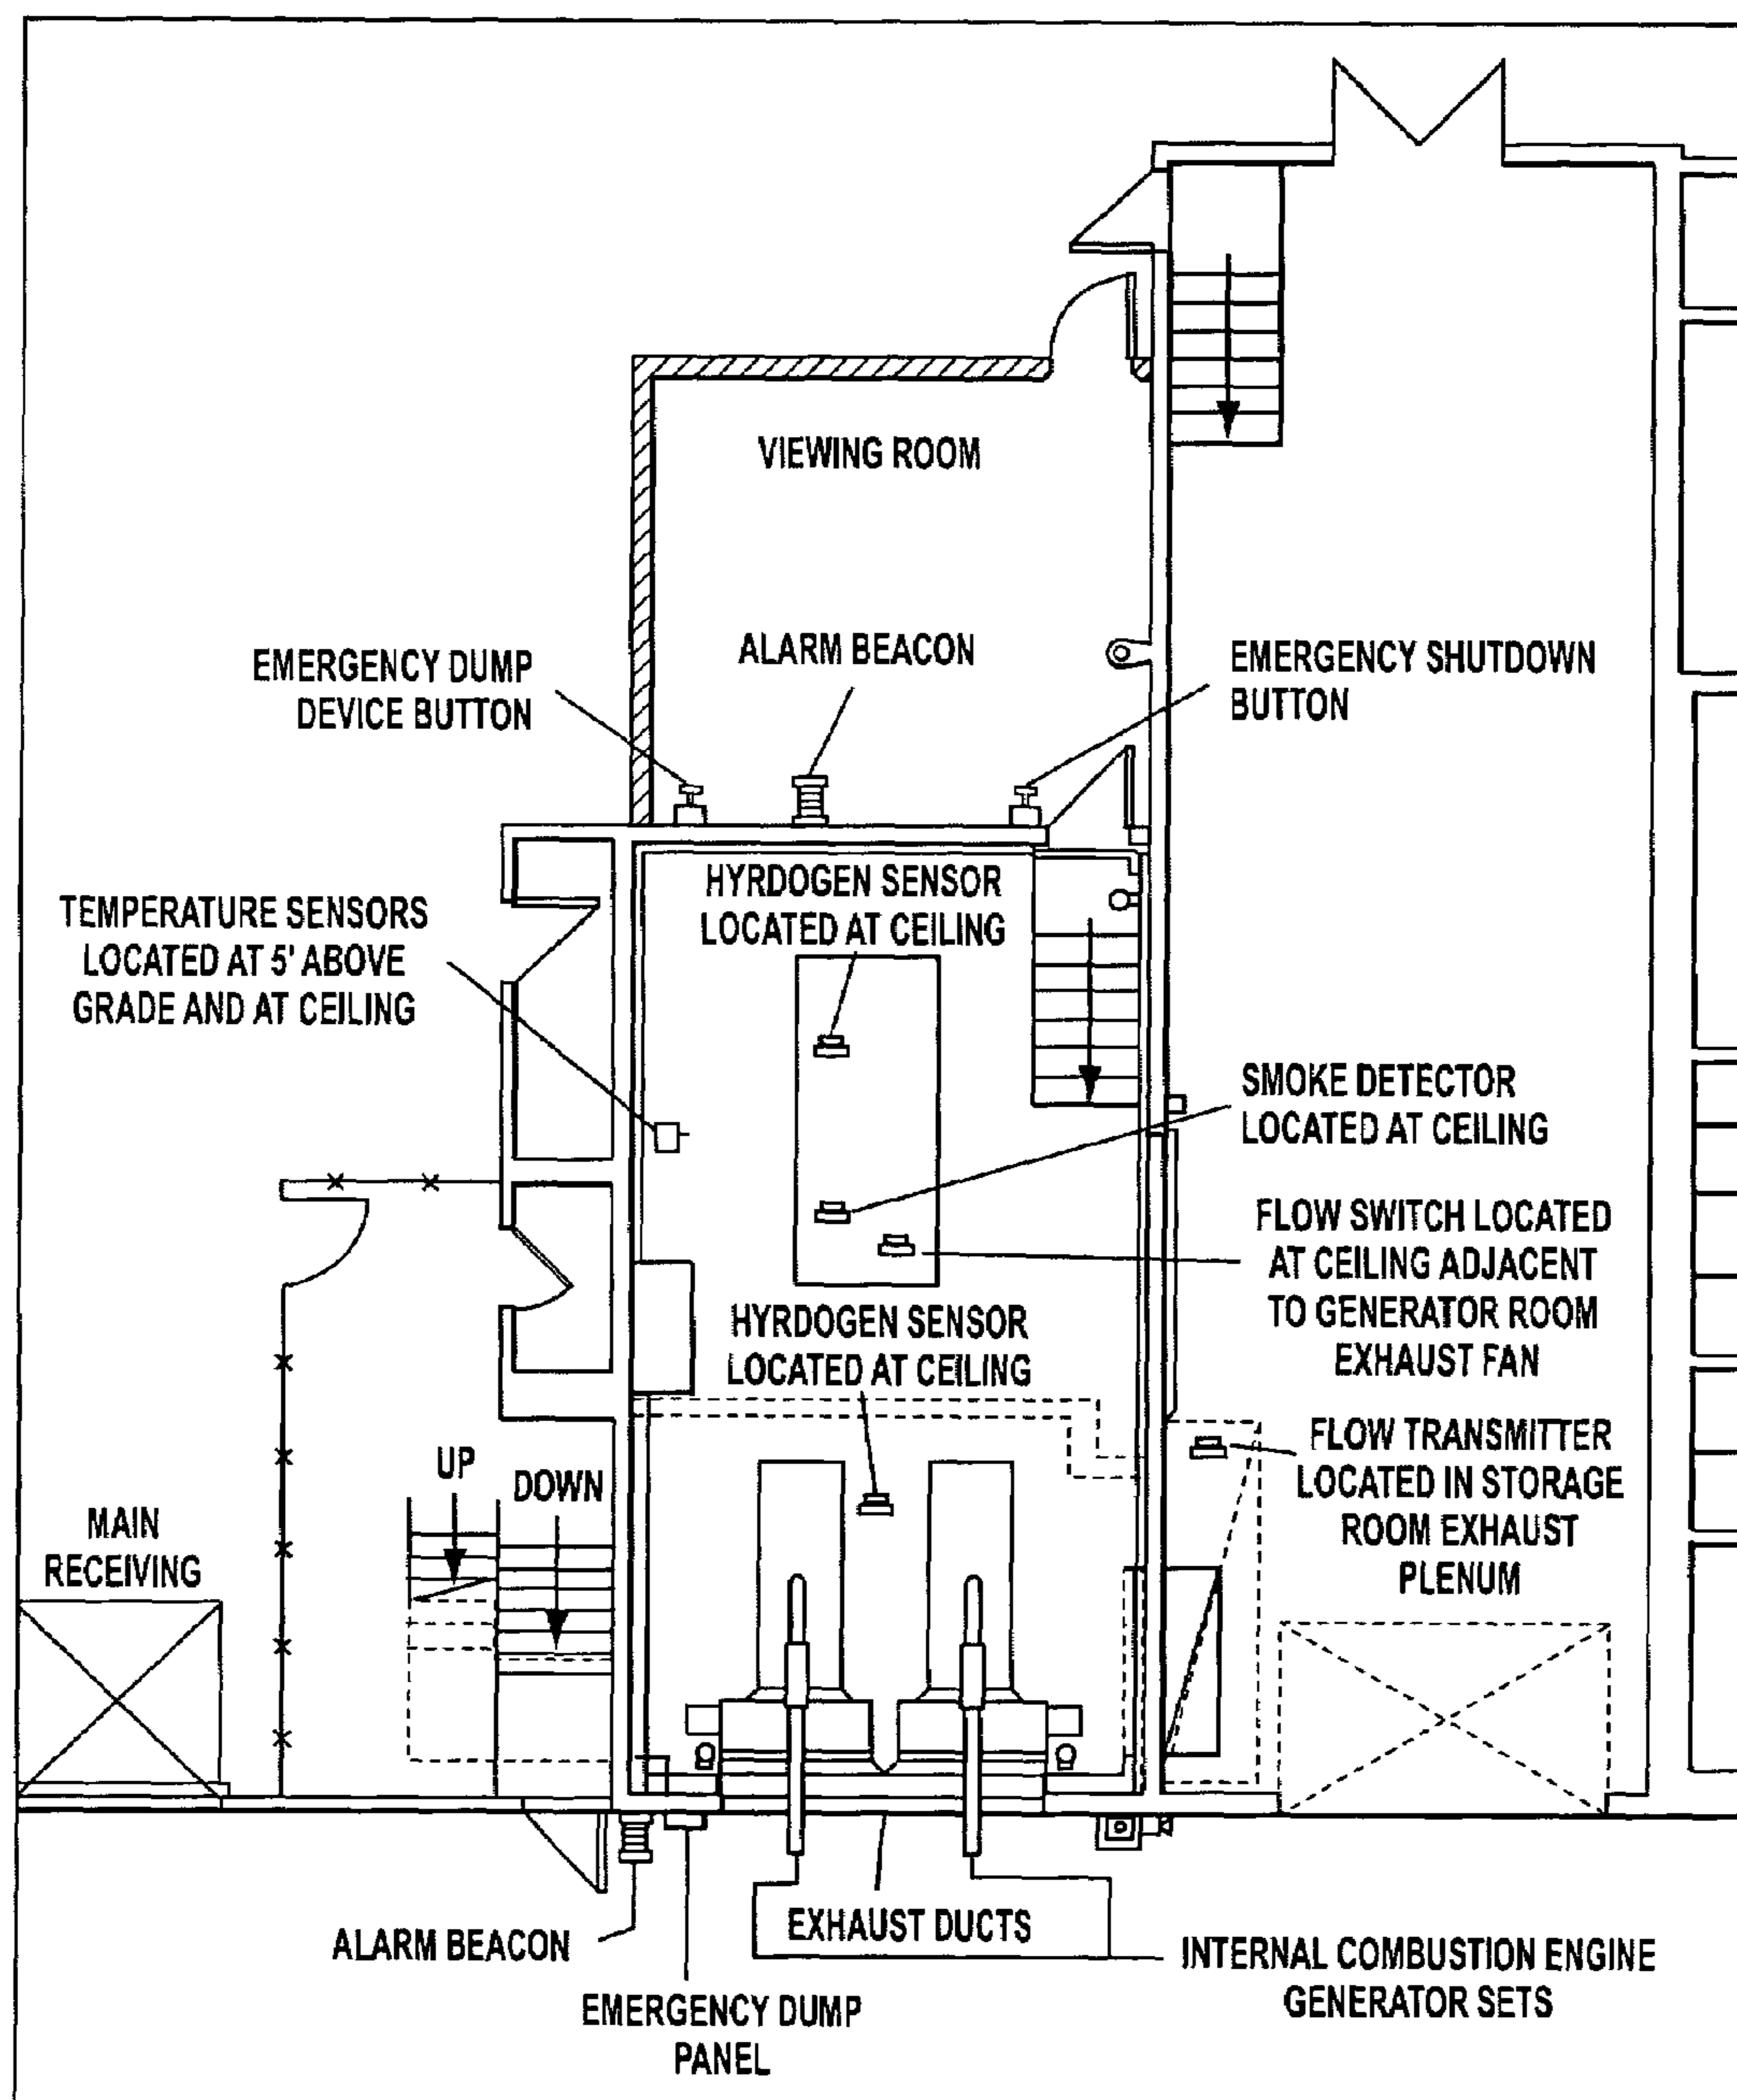 VIEWING ROOM
EMERGENCY DUMP
DEVICE BUTTON
ALARM BEACON
EMERGENCY SHUTDOWN
BUTTON
HYRDOGEN SENSOR
LOCATED AT CEILING
TEMPERATURE SENSORS
LOCATED AT 5' ABOVE
GRADE AND AT CEILING
SMOKE DETECTOR
LOCATED AT CEILING
FLOW SWITCH LOCATED
AT CEILING ADJACENT
TO GENERATOR ROOM
EXHAUST FAN
HYRDOGEN SENSOR
LOCATED AT CEILING
FLOW TRANSMITTER
LOCATED IN STORAGE
ROOM EXHAUST
PLENUM
UP
DOWN
MAIN
RECEIVING
EXHAUST DUCTS
ALARM BEACON
INTERNAL COMBUSTION ENGINE
GENERATOR SETS
EMERGENCY DUMP
PANEL